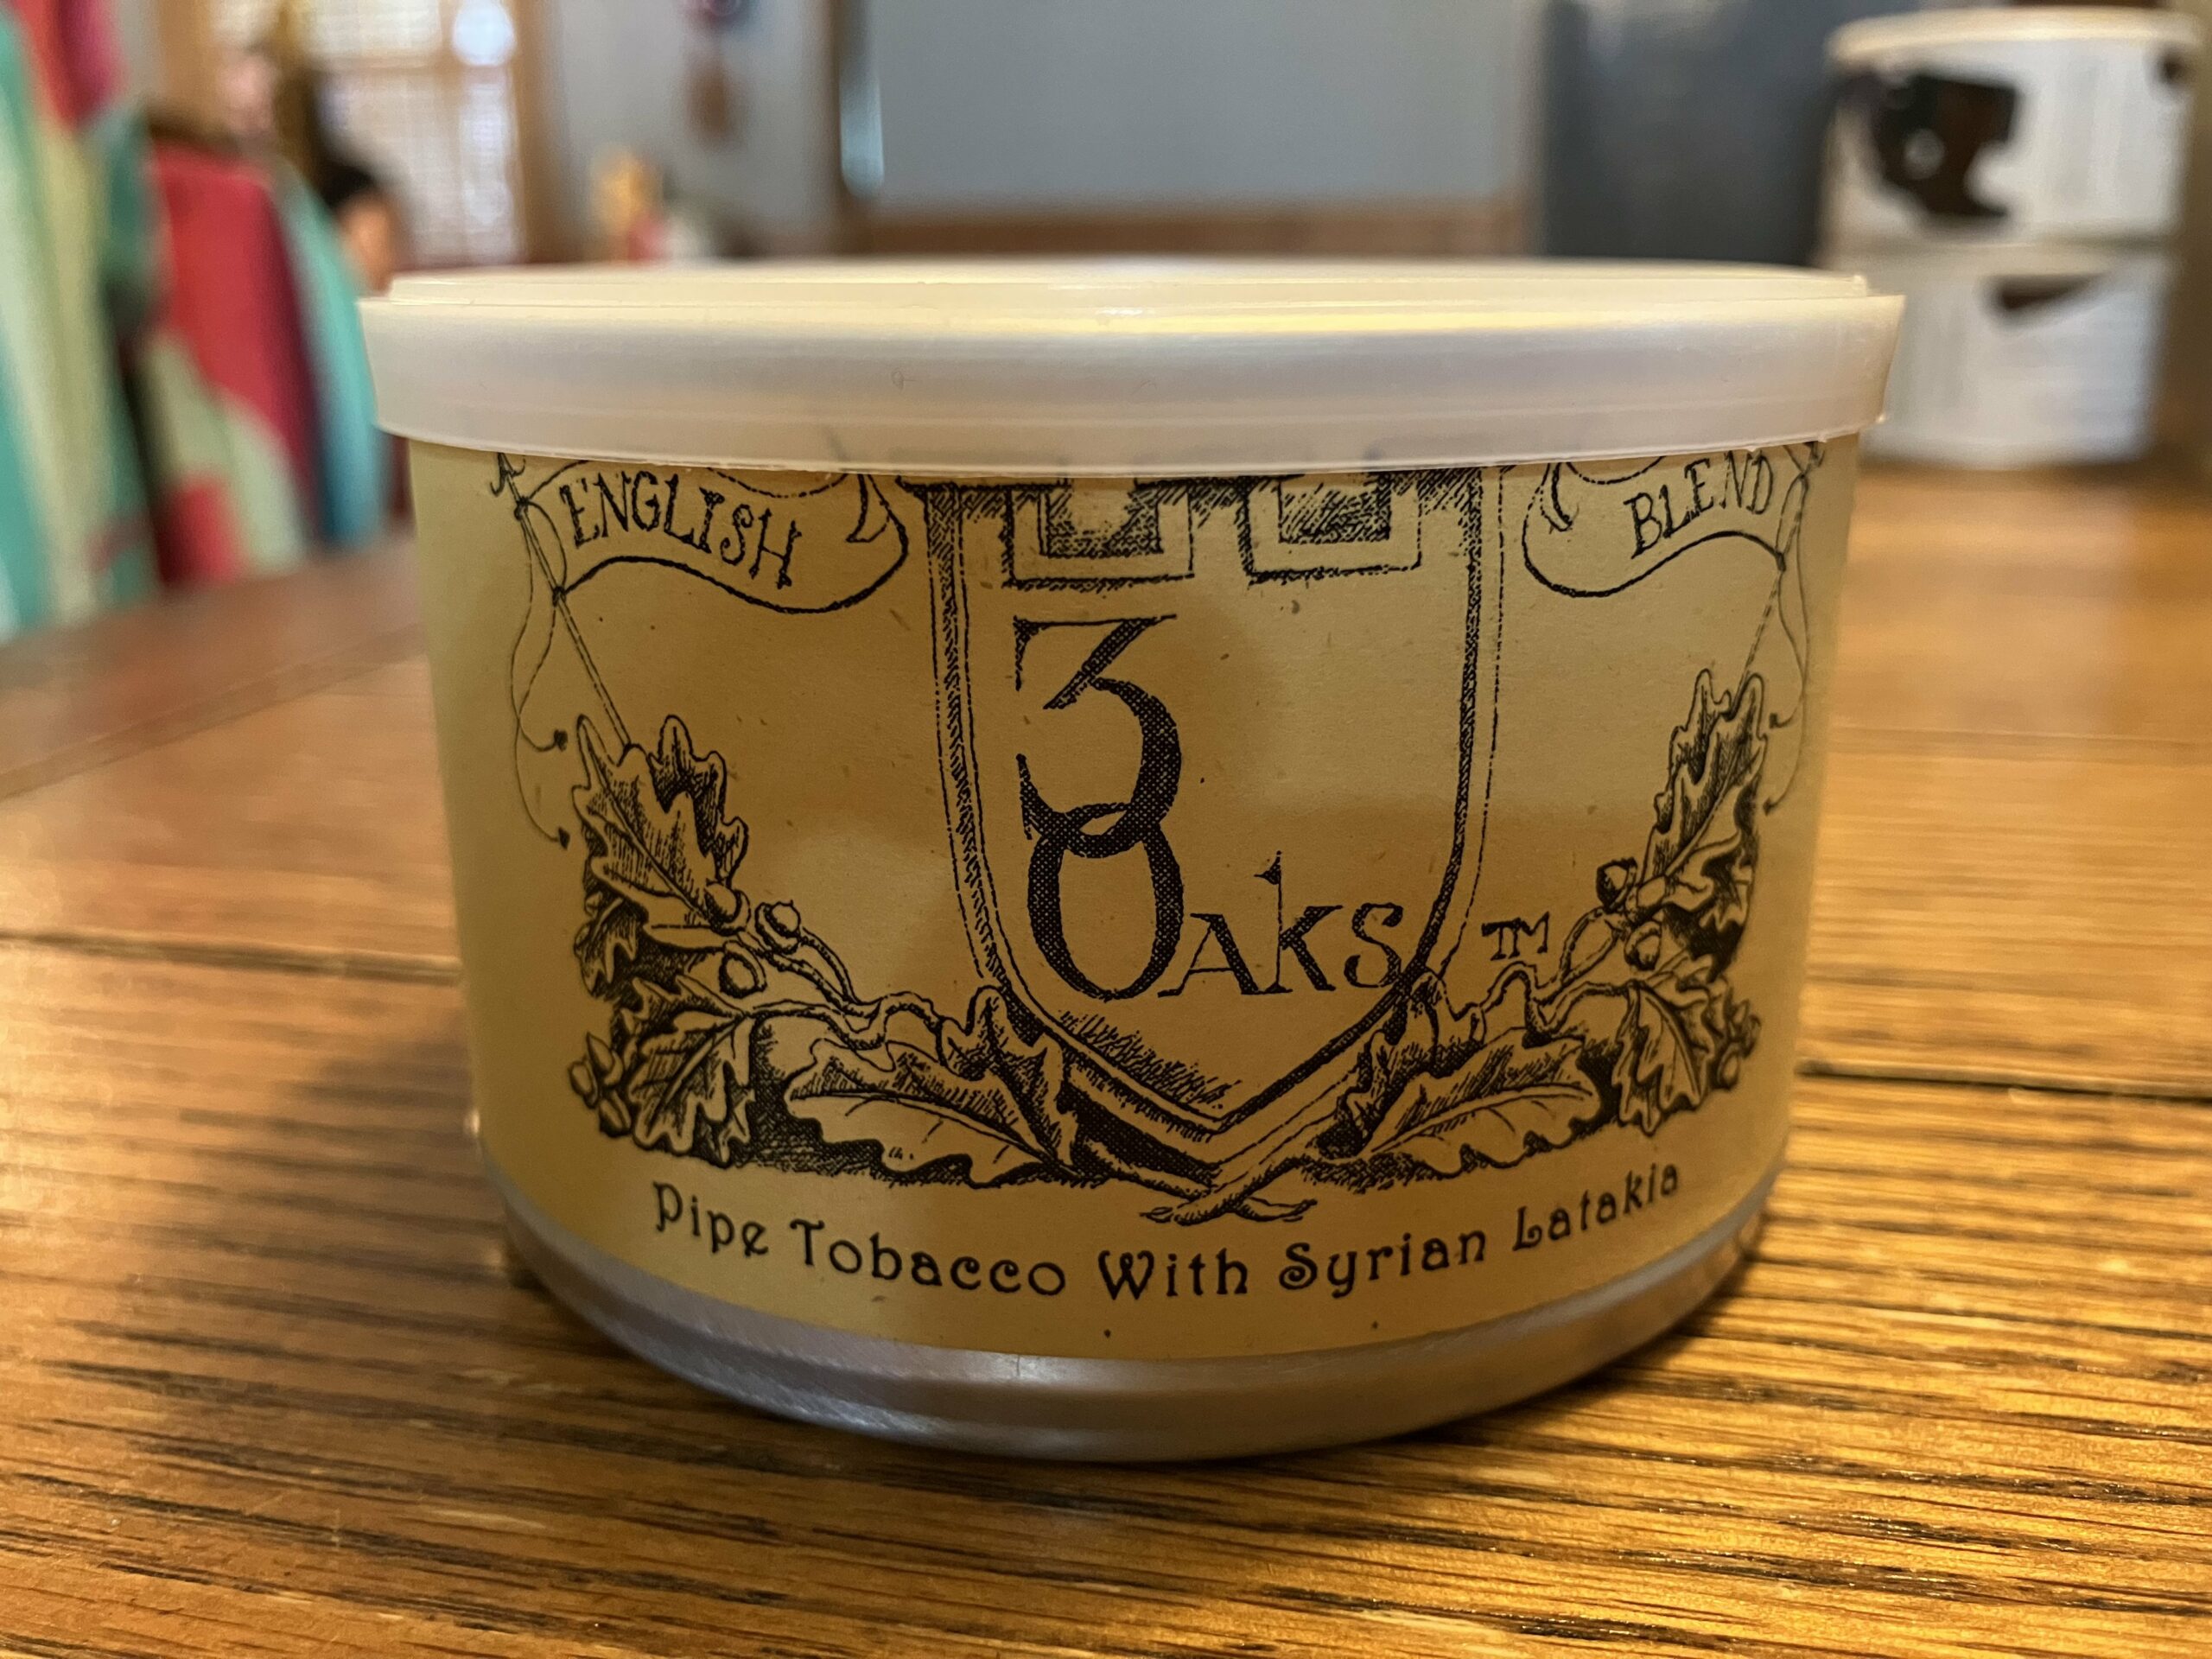 ENGLISH
BLEND
3
OAKS TM
Pipe Tobacco With Syrian Latakia